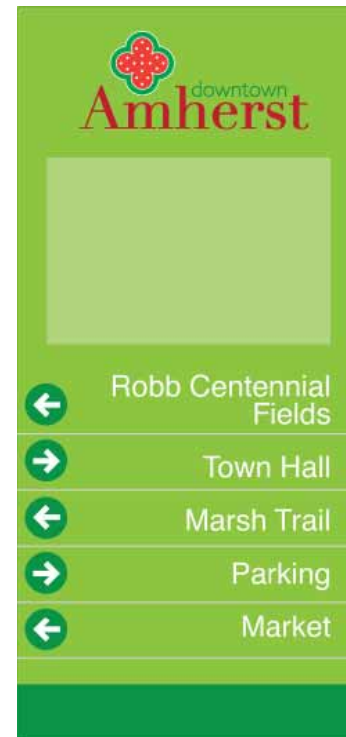 downtown
Amherst
Robb Centennial
Fields
Town Hall
Marsh Trail
Parking
Market